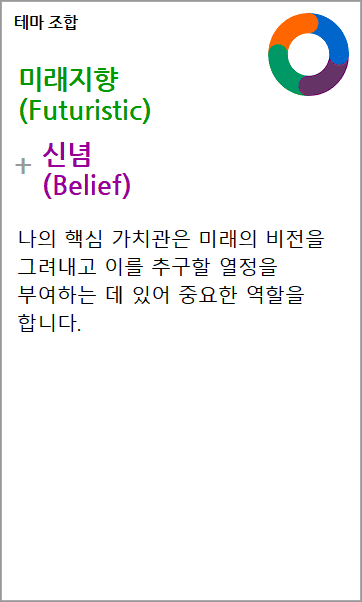 테마 조합
미래지향
(Futuristic)
+ 신념
(Belief)
나의 핵심 가치관은 미래의 비전을
그려내고 이를 추구할 열정을
부여하는 데 있어 중요한 역할을
합니다.